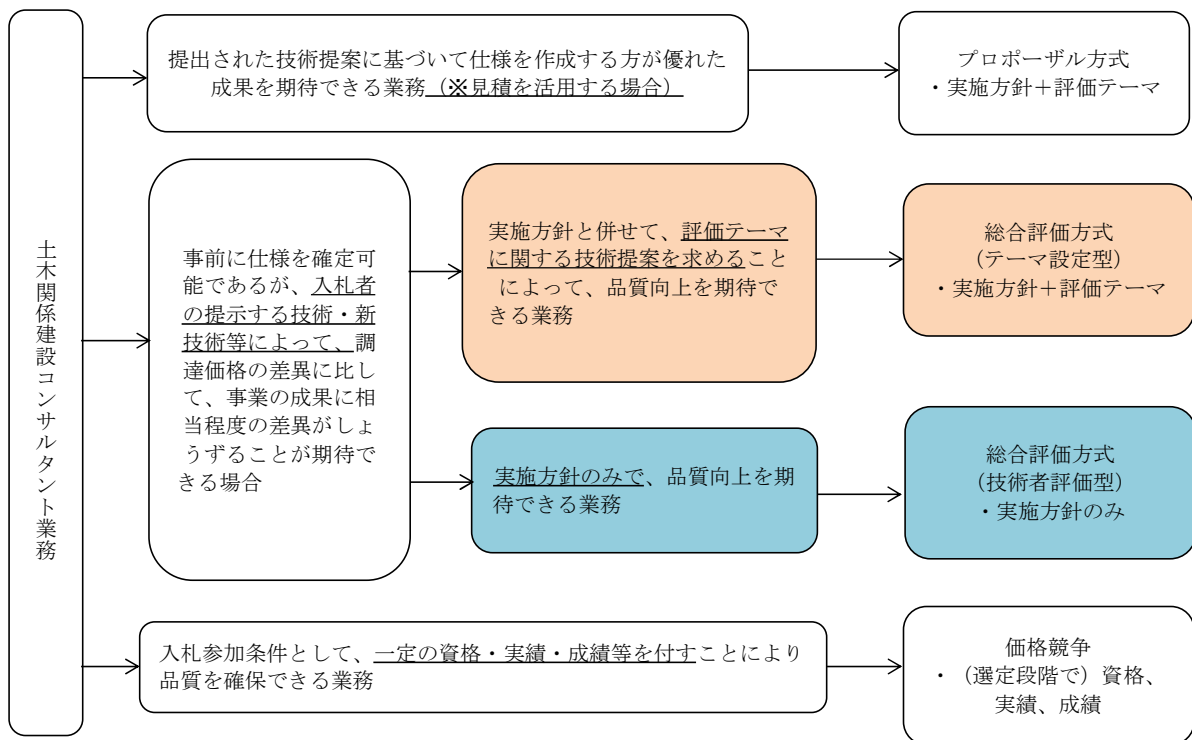 土木関係建設コンサルタント業務
提出された技術提案に基づいて仕様を作成する方が優れた
成果を期待できる業務（※見積を活用する場合）
プロポーザル方式
・実施方針＋評価テーマ
事前に仕様を確定可
能であるが、入札者
の提示する技術・新
技術等によって、調
達価格の差異に比し
て、事業の成果に相
当程度の差異がしょ
うずることが期待で
きる場合
実施方針と併せて、評価テーマ
に関する技術提案を求めること
によって、品質向上を期待で
きる業務
総合評価方式
（テーマ設定型）
・実施方針＋評価テーマ
実施方針のみで、品質向上を期
待できる業務
総合評価方式
（技術者評価型）
・実施方針のみ
入札参加条件として、一定の資格・実績・成績等を付すことにより
品質を確保できる業務
価格競争
・（選定段階で）資格、
実績、成績